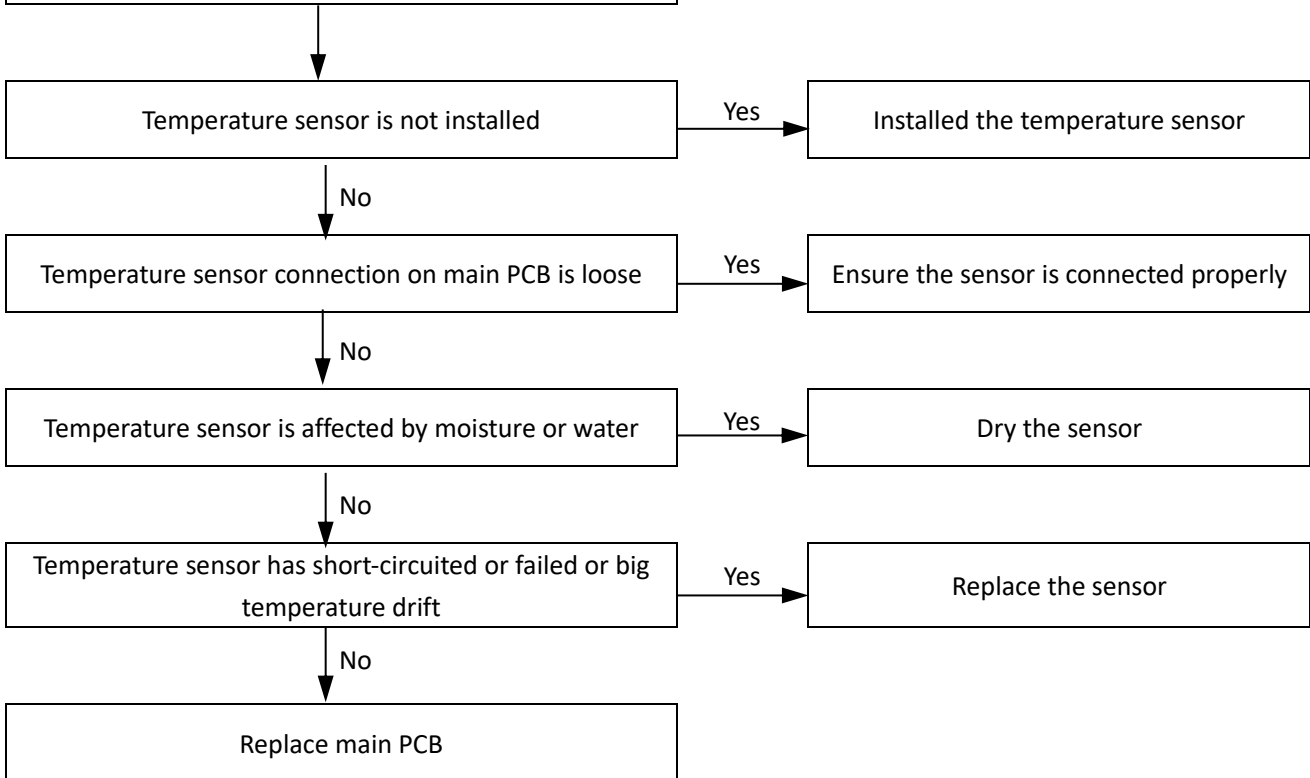 Temperature sensor is not installed
Yes
Installed the temperature sensor
No
Temperature sensor connection on main PCB is loose
Yes
Ensure the sensor is connected properly
No
Temperature sensor is affected by moisture or water
Yes
Dry the sensor
No
Temperature sensor has short-circuited or failed or big
temperature drift
Yes
Replace the sensor
No
Replace main PCB